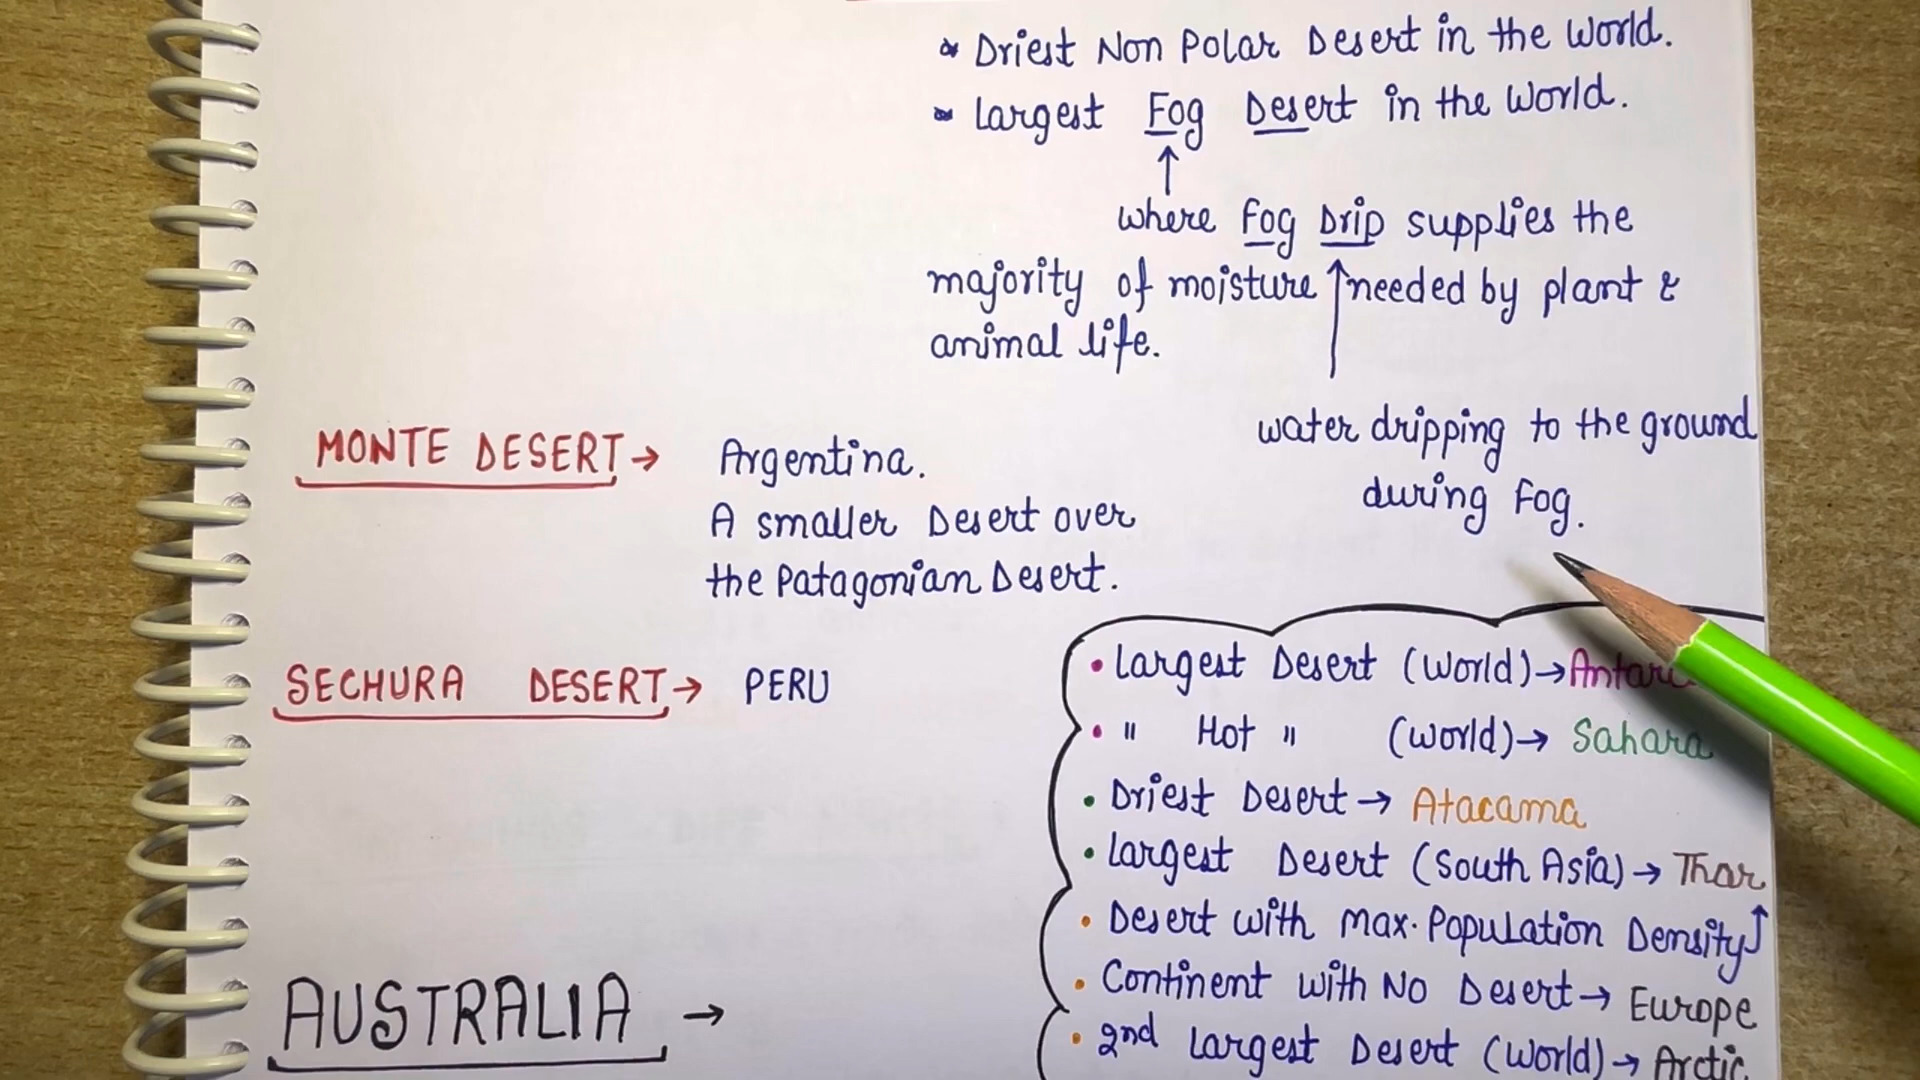 Driest Non Polar Desert in the World.
Largest Fog Desert in the World.
where Fog Drip supplies the
majority of moisture needed by plant &
animal life.
water dripping to the ground
during Fog.
MONTE DESERT → Argentina.
A smaller Desert over
the Patagonian Desert.
SECHURA DESERT → PERU
• Largest Desert (World) →
• " Hot " (World) → Sahara
• Driest Desert → Atacama
• Largest Desert (South Asia) → Thar
• Desert with Max. Population Density
• Continent with No Desert → Europe
• 2nd Largest Desert (World) → Arctic
AUSTRALIA →